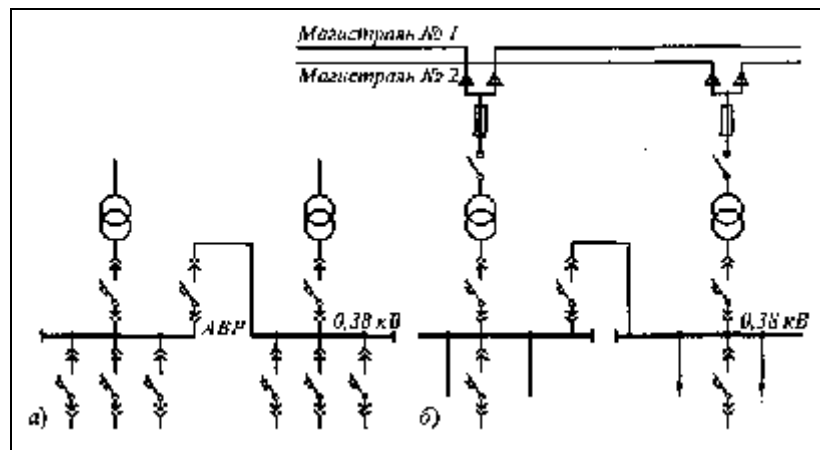 Магистраль № 1
Магистраль № 2
АВР
0,38 кВ
0,38 кВ
а)
б)